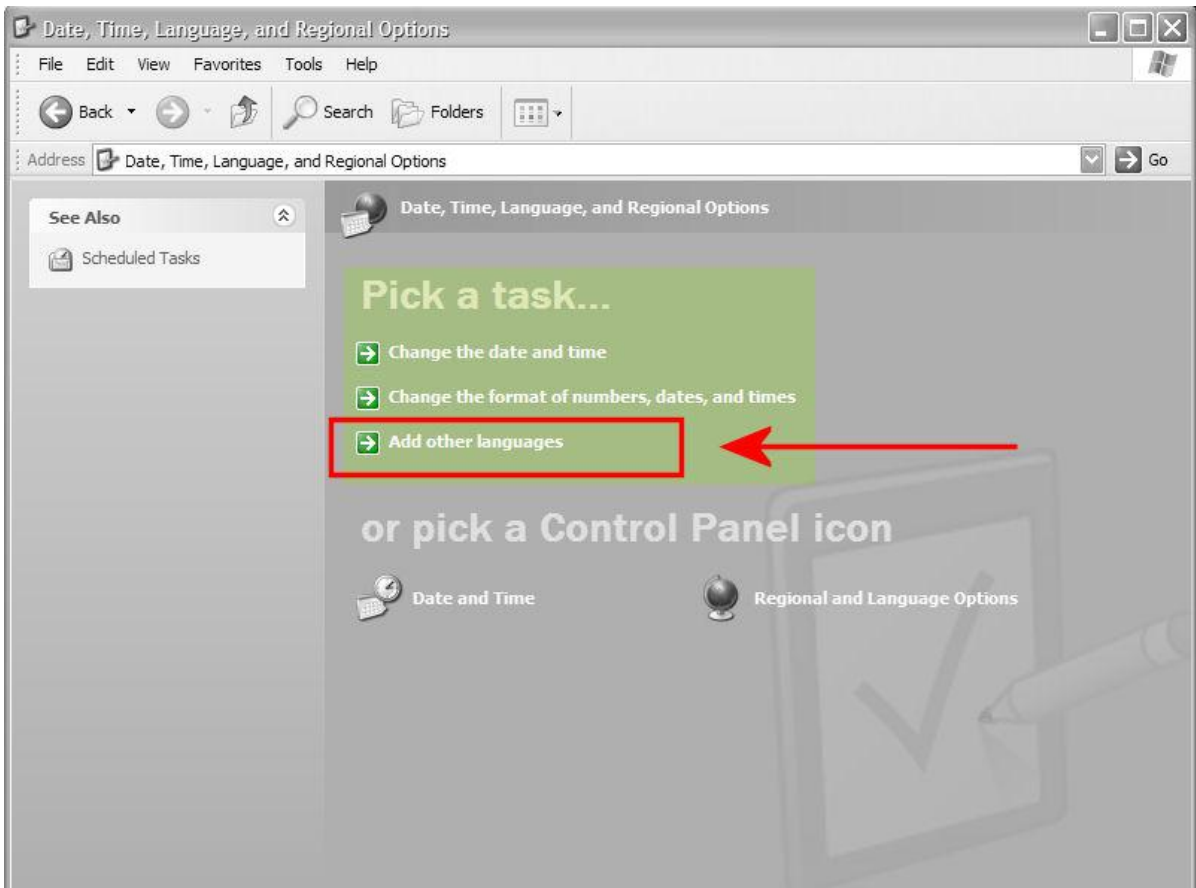 Date, Time, Language, and Regional Options
File Edit View Favorites Tools Help
Back Search Folders
Address Date, Time, Language, and Regional Options Go
See Also
Scheduled Tasks
Date, Time, Language, and Regional Options
Pick a task...
Change the date and time
Change the format of numbers, dates, and times
Add other languages
or pick a Control Panel icon
Date and Time Regional and Language Options